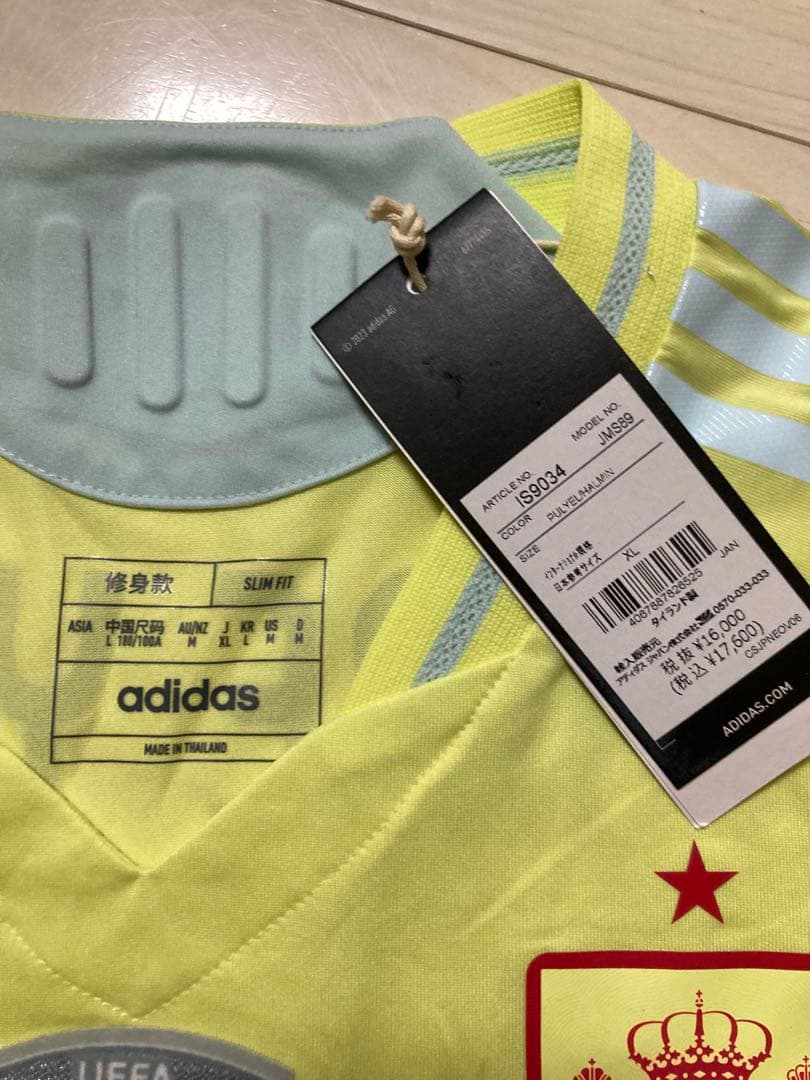 © 2023 adidas AG
ARTICLE NO.
IS9034
MODEL NO.
JMS89
COLOR
PULYEL/HALMIN
SIZE
XL
日本参考サイズ
JAN
4067887826525
タイランド製
輸入販売元
アディダス ジャパン株式会社 0570-033-033
税抜 ¥16,000
(税込 ¥17,600)
CSJPNEOV08
ADIDAS.COM
修身款
SLIM FIT
ASIA 中国尺码 AU/NZ J KR US D
L 180/100A M XL L M M
adidas
MADE IN THAILAND
UEFA